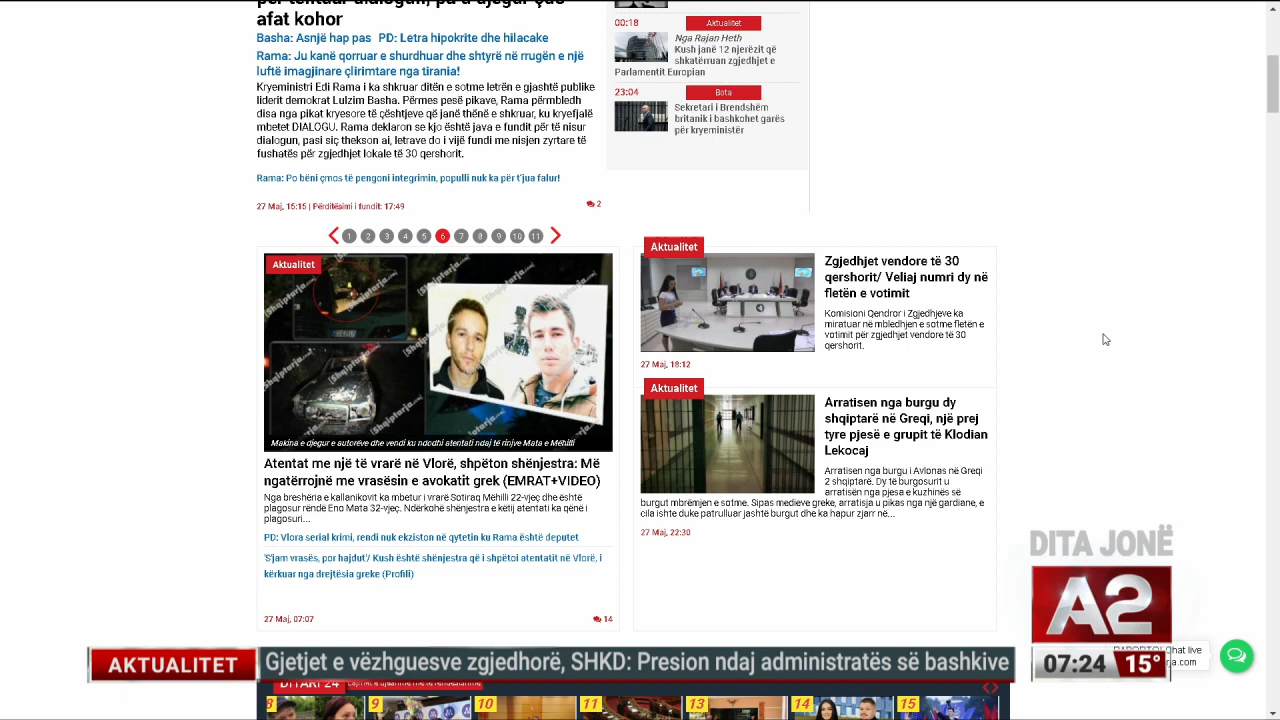 për tentuar dialogun, pa u djegur çdo
afat kohor
Basha: Asnjë hap pas PD: Letra hipokrite dhe hilacake
Rama: Ju kanë qorruar e shurdhuar dhe shtyrë në rrugën e një
luftë imagjinare çlirimtare nga tirania!
Kryeministri Edi Rama i ka shkruar ditën e sotme letrën e gjashtë publike
liderit demokrat Lulzim Basha. Përmes pesë pikave, Rama përmbledh
disa nga pikat kryesore të çështjeve që janë thënë e shkruar, ku kryefjalë
mbetet DIALOGU. Rama deklaron se kjo është java e fundit për të nisur
dialogun, pasi siç thekson ai, letrave do i vijë fundi me nisjen zyrtare të
fushatës për zgjedhjet lokale të 30 qershorit.
Rama: Po bëni çmos të pengoni integrimin, populli nuk ka për t'jua falur!
27 Maj, 15:15 | Përditësimi i fundit: 17:49
2
00:18
Aktualitet
Nga Rajan Heth
Kush janë 12 njerëzit që
shkatërruan zgjedhjet e
Parlamentit Europian
23:04
Bota
Sekretari i Brendshëm
britanik i bashkohet garës
për kryeministër
1 2 3 4 5 6 7 8 9 10 11
Aktualitet
Makina e djegur e autorëve dhe vendi ku ndodhi atentati ndaj të rinjve Mata e Mëhilli
Atentat me një të vrarë në Vlorë, shpëton shënjestra: Më
ngatërrojnë me vrasësin e avokatit grek (EMRAT+VIDEO)
Nga breshëria e kallanikovit ka mbetur i vrarë Sotiraq Mëhilli 22-vjeç dhe është
plagosur rëndë Eno Mata 32-vjeç. Ndërkohë shënjestra e këtij atentati ka qënë i
plagosuri...
PD: Vlora serial krimi, rendi nuk ekziston në qytetin ku Rama është deputet
'S'jam vrasës, por hajdut'/ Kush është shënjestra që i shpëtoi atentatit në Vlorë, i
kërkuar nga drejtësia greke (Profili)
27 Maj, 07:07
14
Aktualitet
Zgjedhjet vendore të 30
qershorit/ Veliaj numri dy në
fletën e votimit
Komisioni Qendror i Zgjedhjeve ka
miratuar në mbledhjen e sotme fletën e
votimit për zgjedhjet vendore të 30
qershorit.
27 Maj, 18:12
Aktualitet
Arratisen nga burgu dy
shqiptarë në Greqi, një prej
tyre pjesë e grupit të Klodian
Lekocaj
Arratisen nga burgu i Avlonas në Greqi
2 shqiptarë. Dy të burgosurit u
arratisën nga pjesa e kuzhinës së
burgut mbrëmjen e sotme. Sipas medieve greke, arratisja u pikas nga një gardiane, e
cila ishte duke patrulluar jashtë burgut dhe ka hapur zjarr në...
27 Maj, 22:30
DITA JONË
A2
07:24 15°
hat live
rja.com
AKTUALITET
Gjetjet e vëzhguesve zgjedhorë, SHKD: Presion ndaj administratës së bashkive
DITARI 24
8 9 10 11 12 13 14 15